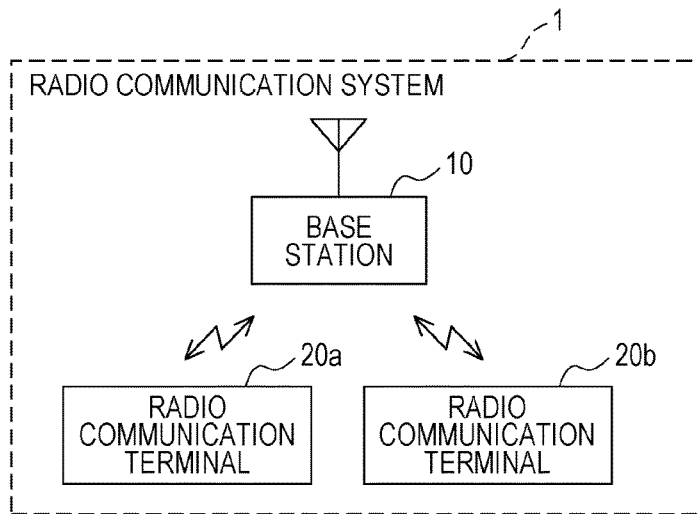 1
RADIO COMMUNICATION SYSTEM
10
BASE
STATION
20a
20b
RADIO
COMMUNICATION
TERMINAL
RADIO
COMMUNICATION
TERMINAL